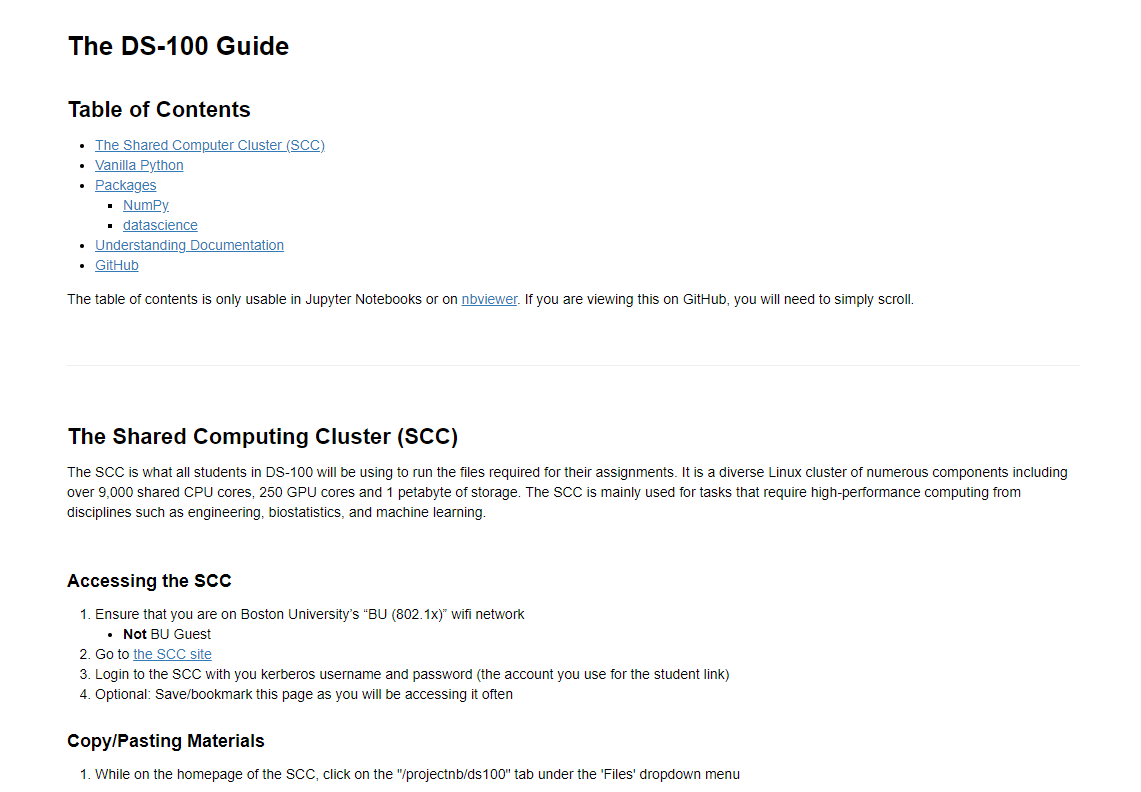 The DS-100 Guide
Table of Contents
• The Shared Computer Cluster (SCC)
• Vanilla Python
• Packages
▪ NumPy
▪ datascience
• Understanding Documentation
• GitHub
The table of contents is only usable in Jupyter Notebooks or on nbviewer. If you are viewing this on GitHub, you will need to simply scroll.
The Shared Computing Cluster (SCC)
The SCC is what all students in DS-100 will be using to run the files required for their assignments. It is a diverse Linux cluster of numerous components including
over 9,000 shared CPU cores, 250 GPU cores and 1 petabyte of storage. The SCC is mainly used for tasks that require high-performance computing from
disciplines such as engineering, biostatistics, and machine learning.
Accessing the SCC
1. Ensure that you are on Boston University’s “BU (802.1x)” wifi network
• Not BU Guest
2. Go to the SCC site
3. Login to the SCC with you kerberos username and password (the account you use for the student link)
4. Optional: Save/bookmark this page as you will be accessing it often
Copy/Pasting Materials
1. While on the homepage of the SCC, click on the "/projectnb/ds100" tab under the 'Files' dropdown menu